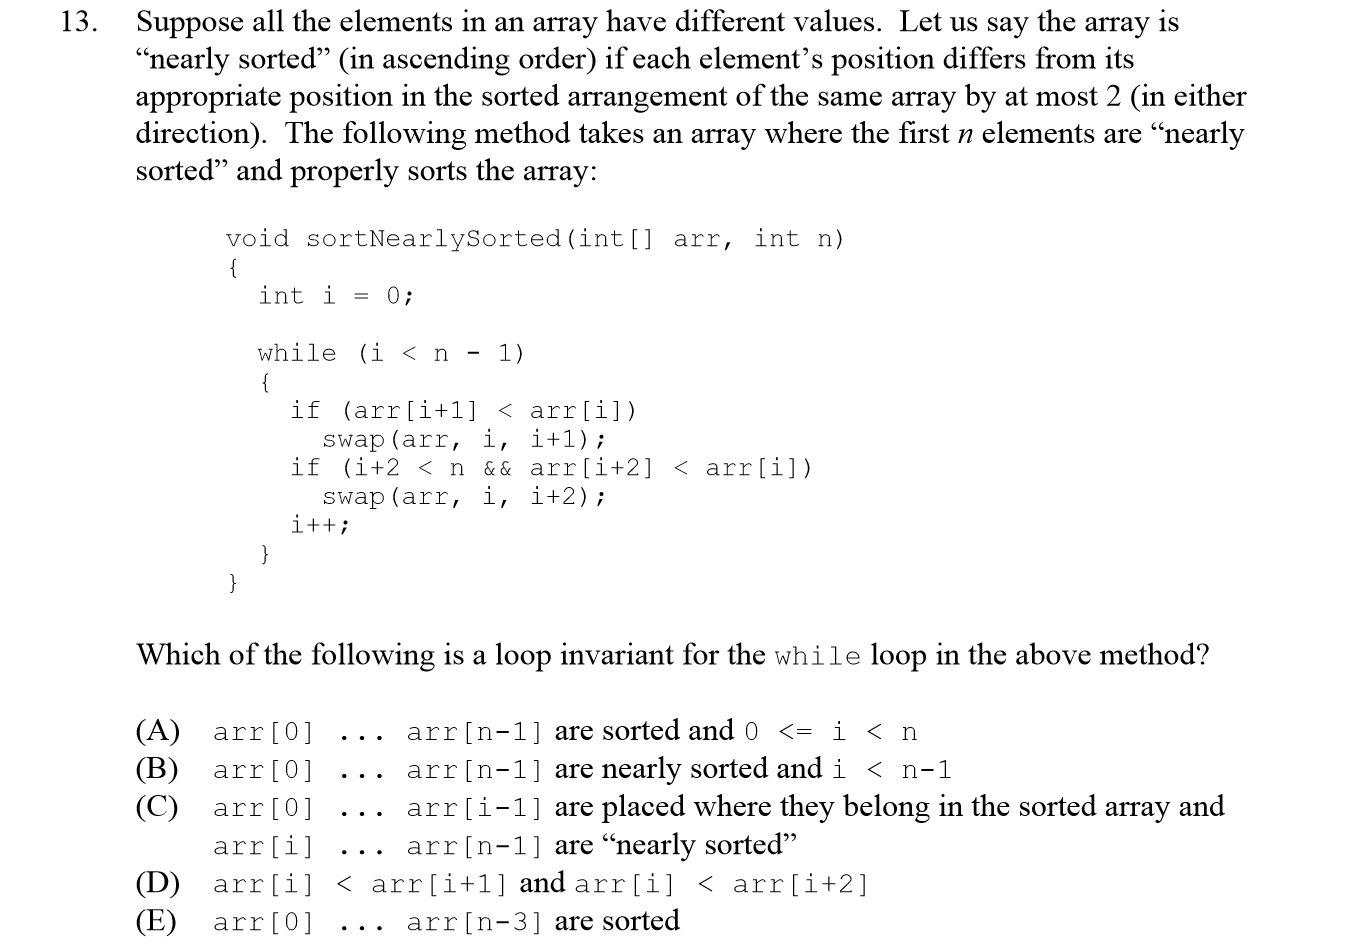 13. Suppose all the elements in an array have different values. Let us say the array is
“nearly sorted” (in ascending order) if each element’s position differs from its
appropriate position in the sorted arrangement of the same array by at most 2 (in either
direction). The following method takes an array where the first n elements are “nearly
sorted” and properly sorts the array:
void sortNearlySorted(int[] arr, int n)
{
int i = 0;
while (i < n - 1)
{
if (arr[i+1] < arr[i])
swap(arr, i, i+1);
if (i+2 < n && arr[i+2] < arr[i])
swap(arr, i, i+2);
i++;
}
}
Which of the following is a loop invariant for the while loop in the above method?
(A) arr[0] ... arr[n-1] are sorted and 0 <= i < n
(B) arr[0] ... arr[n-1] are nearly sorted and i < n-1
(C) arr[0] ... arr[i-1] are placed where they belong in the sorted array and
arr[i] ... arr[n-1] are “nearly sorted”
(D) arr[i] < arr[i+1] and arr[i] < arr[i+2]
(E) arr[0] ... arr[n-3] are sorted